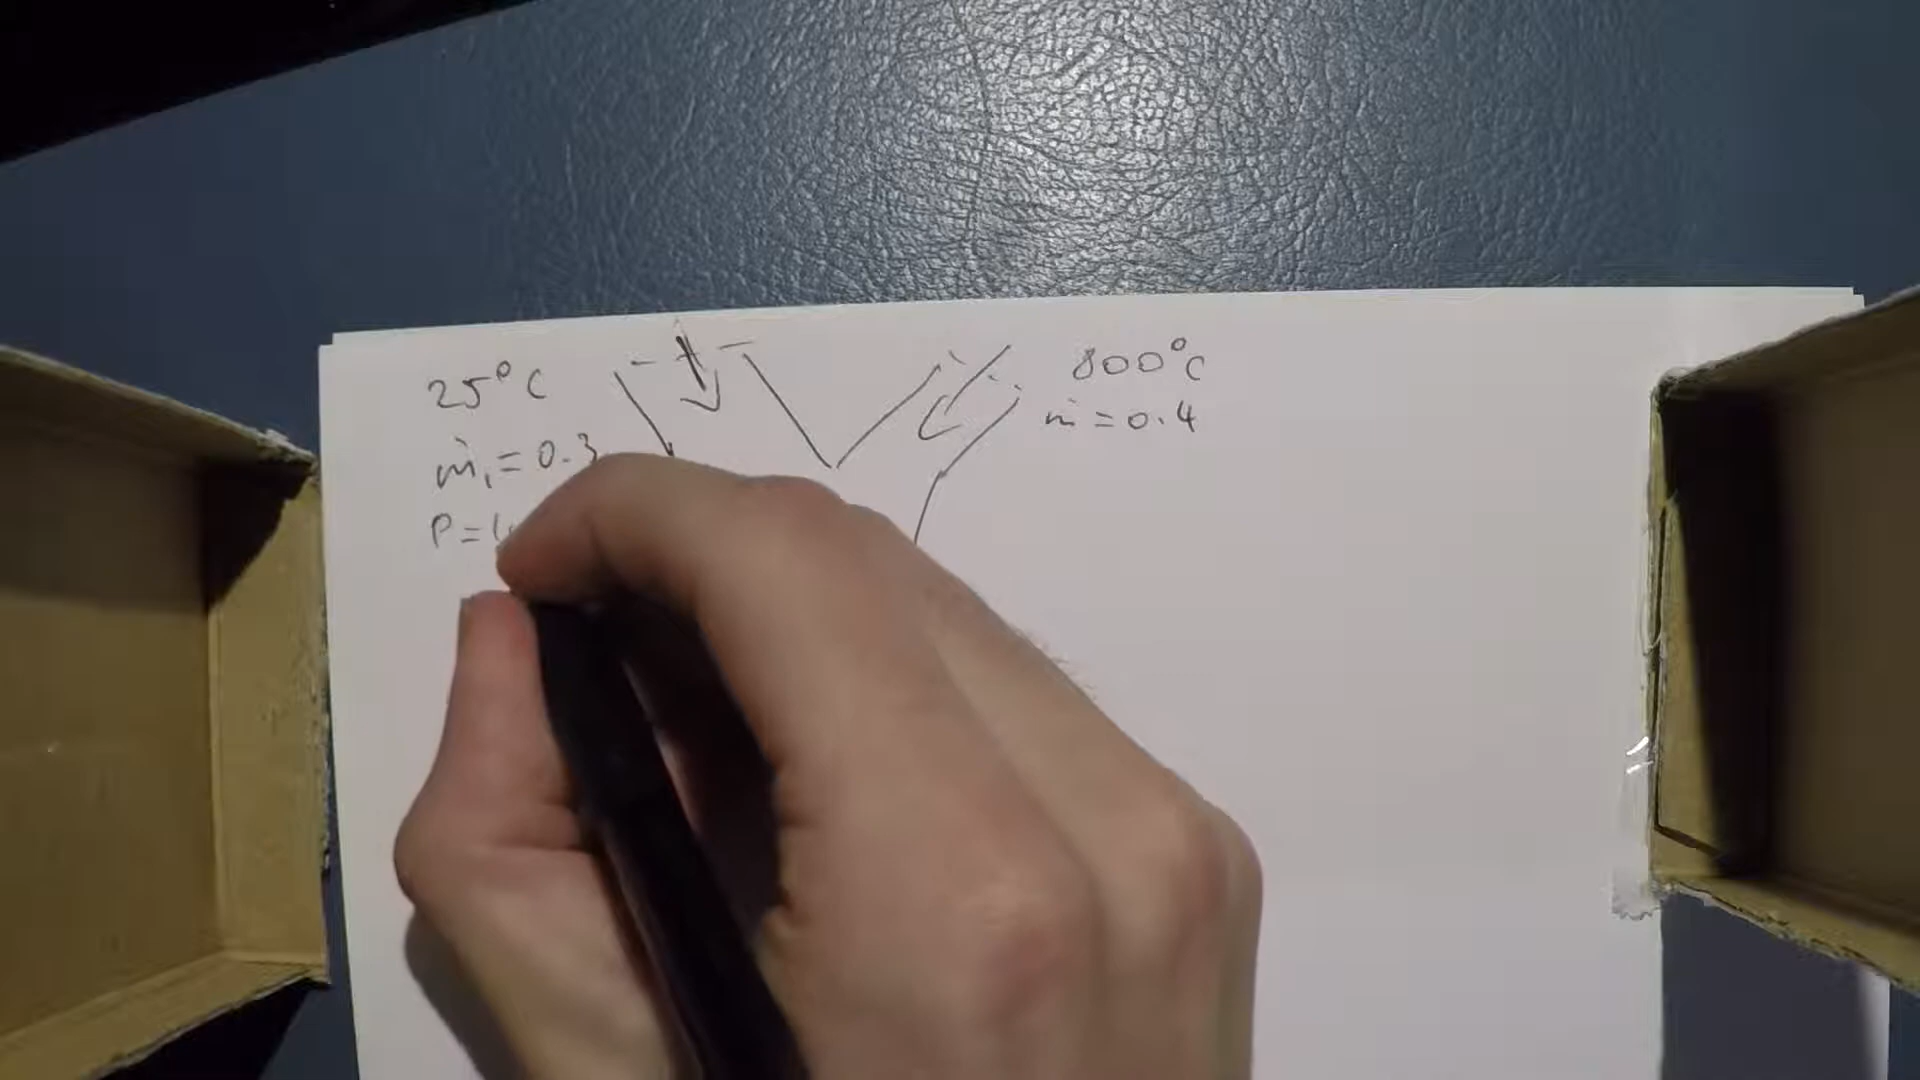 25°C
ṁ₁ = 0.3
P =
800°C
ṁ = 0.4